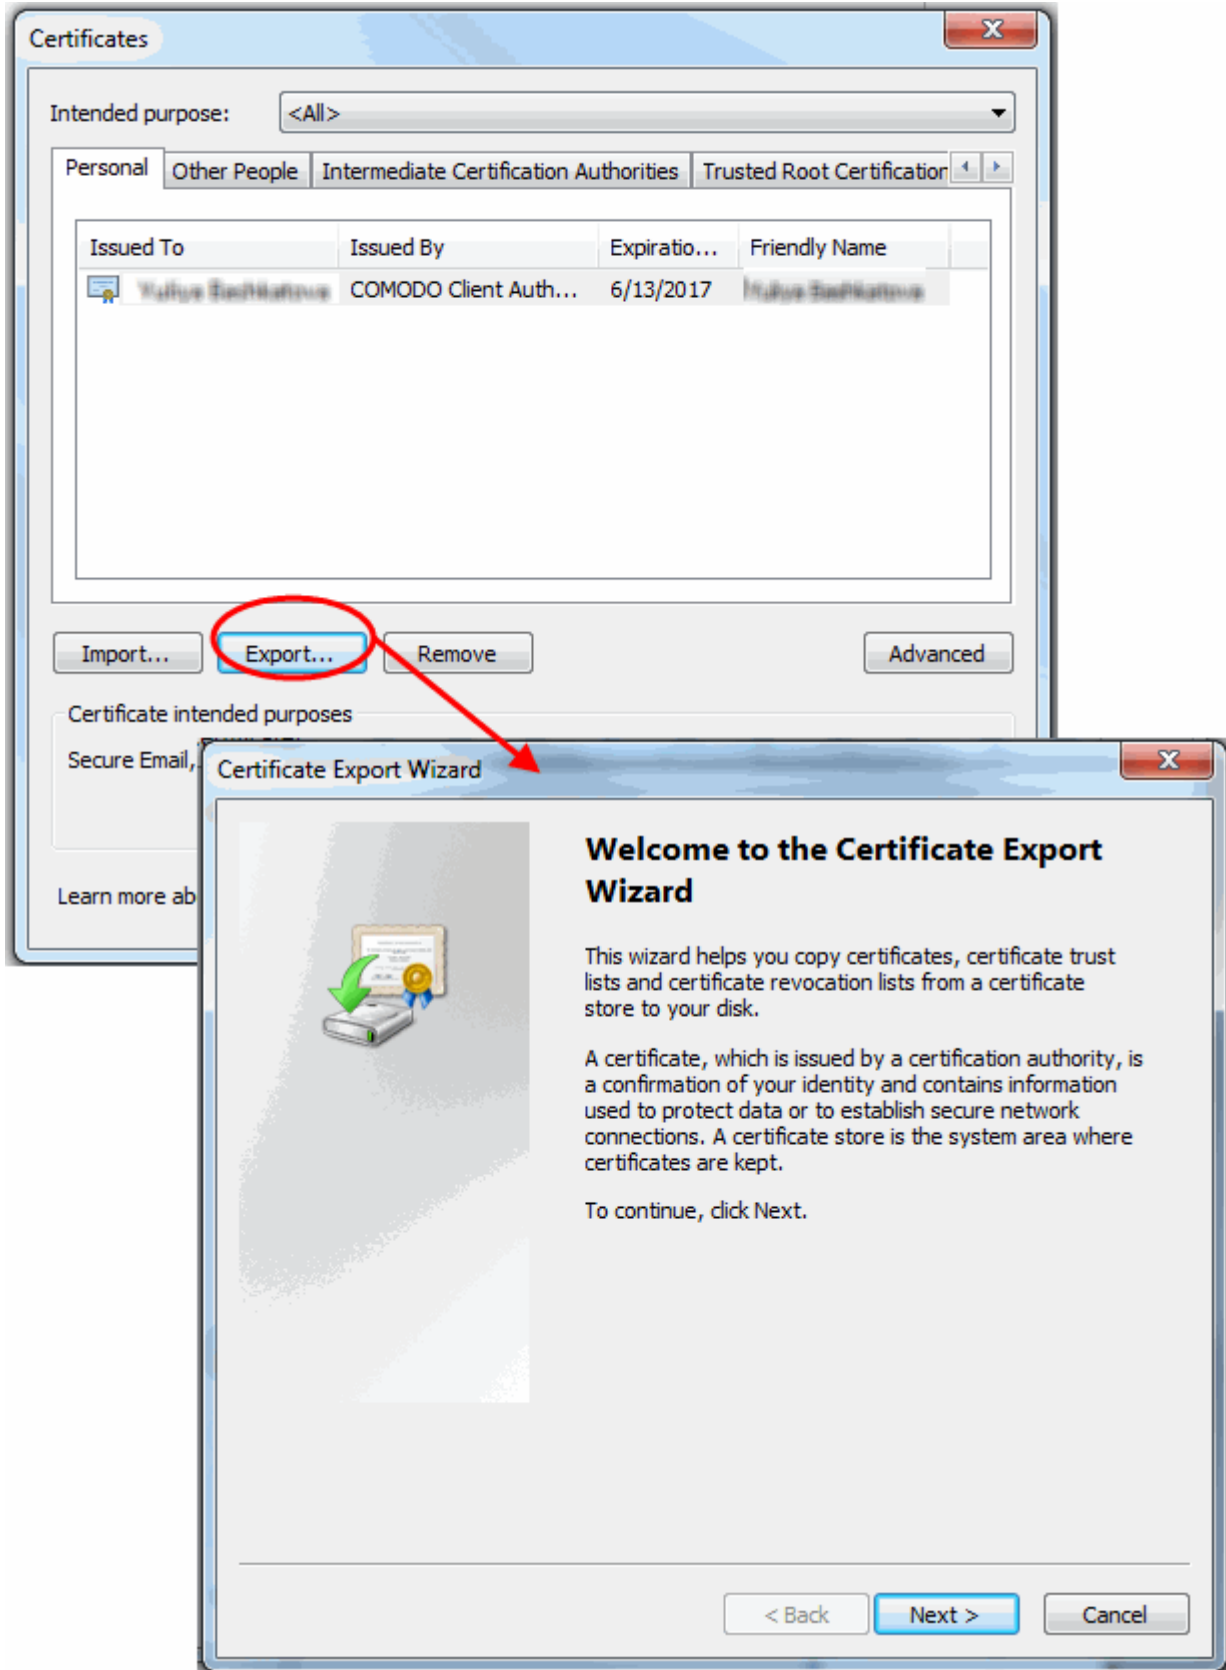 Certificates
X
Intended purpose: <All>
Personal Other People Intermediate Certification Authorities Trusted Root Certification
Issued To Issued By Expiratio... Friendly Name
COMODO Client Auth... 6/13/2017
Import... Export... Remove Advanced
Certificate intended purposes
Secure Email,
Learn more ab
Certificate Export Wizard
X
Welcome to the Certificate Export
Wizard
This wizard helps you copy certificates, certificate trust
lists and certificate revocation lists from a certificate
store to your disk.
A certificate, which is issued by a certification authority, is
a confirmation of your identity and contains information
used to protect data or to establish secure network
connections. A certificate store is the system area where
certificates are kept.
To continue, click Next.
< Back Next > Cancel